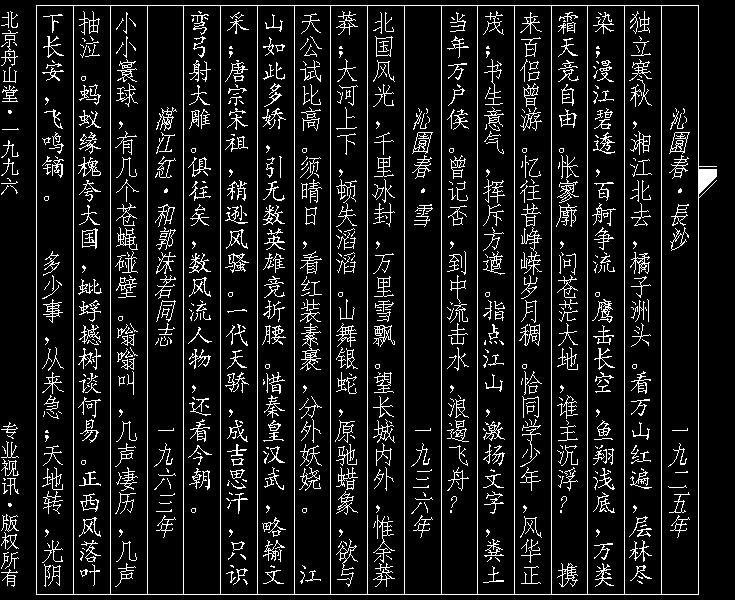 沁園春·長沙　一九二五年
独立寒秋，湘江北去，橘子洲头。看万山红遍，层林尽
染；漫江碧透，百舸争流。鹰击长空，鱼翔浅底，万类
霜天竞自由。怅寥廓，问苍茫大地，谁主沉浮？　携
来百侣曾游。忆往昔峥嵘岁月稠。恰同学少年，风华正
茂；书生意气，挥斥方遒。指点江山，激扬文字，粪土
当年万户侯。曾记否，到中流击水，浪遏飞舟？
沁園春·雪　一九三六年
北国风光，千里冰封，万里雪飘。望长城内外，惟余莽
莽；大河上下，顿失滔滔。山舞银蛇，原驰蜡象，欲与
天公试比高。须晴日，看红装素裹，分外妖娆。　江
山如此多娇，引无数英雄竞折腰。惜秦皇汉武，略输文
采；唐宗宋祖，稍逊风骚。一代天骄，成吉思汗，只识
弯弓射大雕。俱往矣，数风流人物，还看今朝。
满江紅·和郭沫若同志　一九六三年
小小寰球，有几个苍蝇碰壁。嗡嗡叫，几声凄厉，几声
抽泣。蚂蚁缘槐夸大国，蚍蜉撼树谈何易。正西风落叶
下长安，飞鸣镝。　多少事，从来急；天地转，光阴
北京舟山堂·一九九六　专业视讯·版权所有